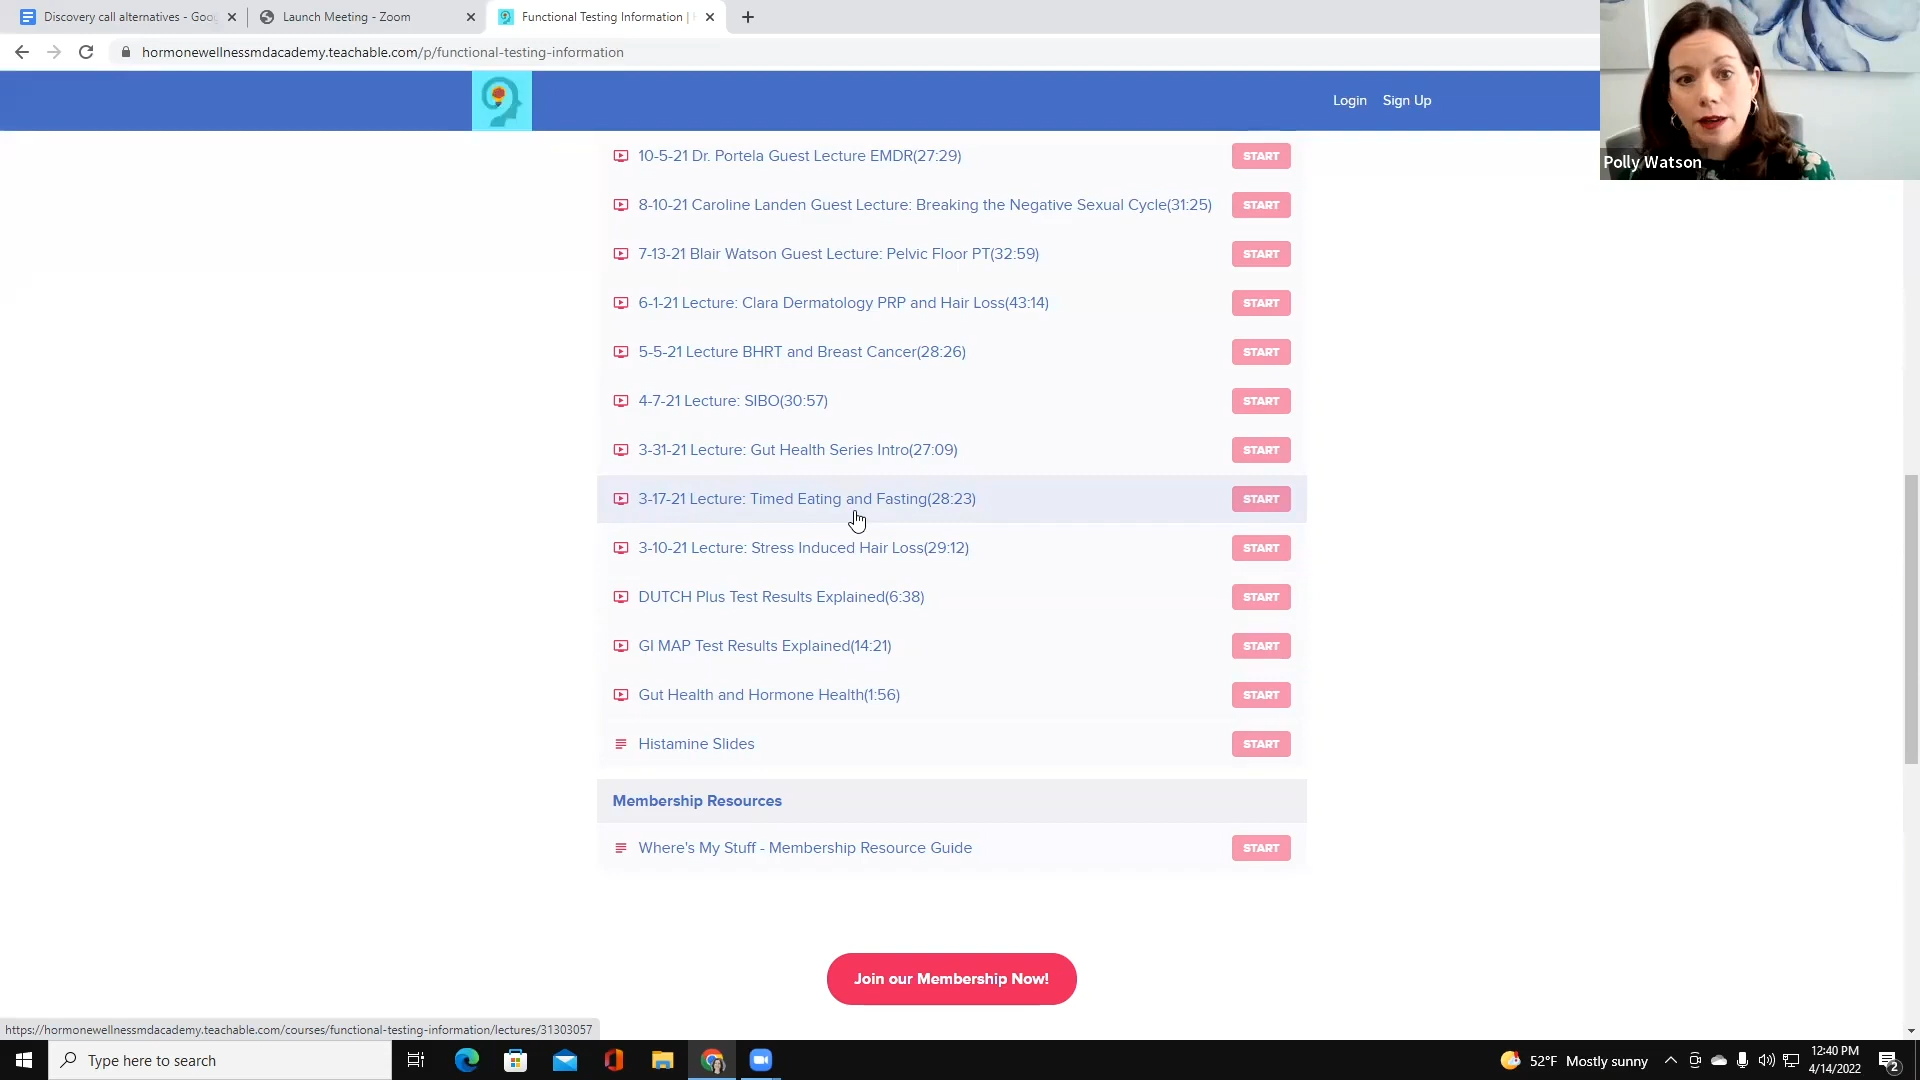 Discovery call alternatives - Goo
Launch Meeting - Zoom
Functional Testing Information |
hormonewellnessmdacademy.teachable.com/p/functional-testing-information
Login
Sign Up
Polly Watson
10-5-21 Dr. Portela Guest Lecture EMDR(27:29)
START
8-10-21 Caroline Landen Guest Lecture: Breaking the Negative Sexual Cycle(31:25)
START
7-13-21 Blair Watson Guest Lecture: Pelvic Floor PT(32:59)
START
6-1-21 Lecture: Clara Dermatology PRP and Hair Loss(43:14)
START
5-5-21 Lecture BHRT and Breast Cancer(28:26)
START
4-7-21 Lecture: SIBO(30:57)
START
3-31-21 Lecture: Gut Health Series Intro(27:09)
START
3-17-21 Lecture: Timed Eating and Fasting(28:23)
START
3-10-21 Lecture: Stress Induced Hair Loss(29:12)
START
DUTCH Plus Test Results Explained(6:38)
START
GI MAP Test Results Explained(14:21)
START
Gut Health and Hormone Health(1:56)
START
Histamine Slides
START
Membership Resources
Where's My Stuff - Membership Resource Guide
START
Join our Membership Now!
https://hormonewellnessmdacademy.teachable.com/courses/functional-testing-information/lectures/31303057
Type here to search
52°F Mostly sunny
12:40 PM
4/14/2022
2